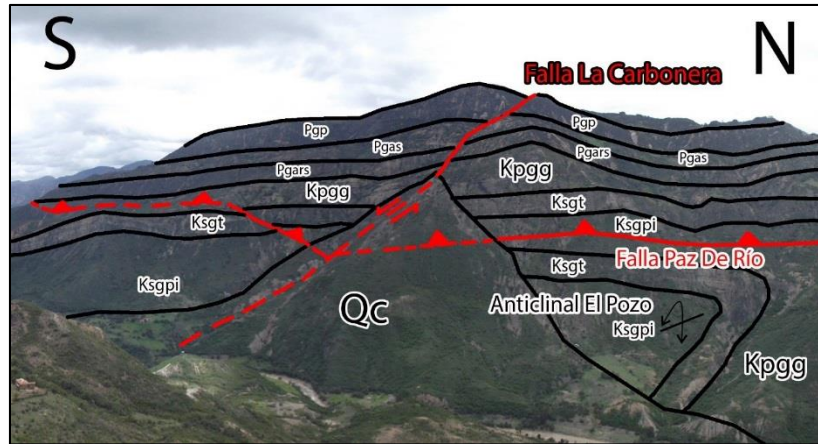 S
N
Falla La Carbonera
Pgp
Pgp
Pgas
Pgars
Pgas
Pgars
Kpgg
Kpgg
Ksgt
Ksgt
Ksgpi
Falla Paz De Río
Ksgt
Ksgpi
Qc
Anticlinal El Pozo
Ksgpi
Kpgg